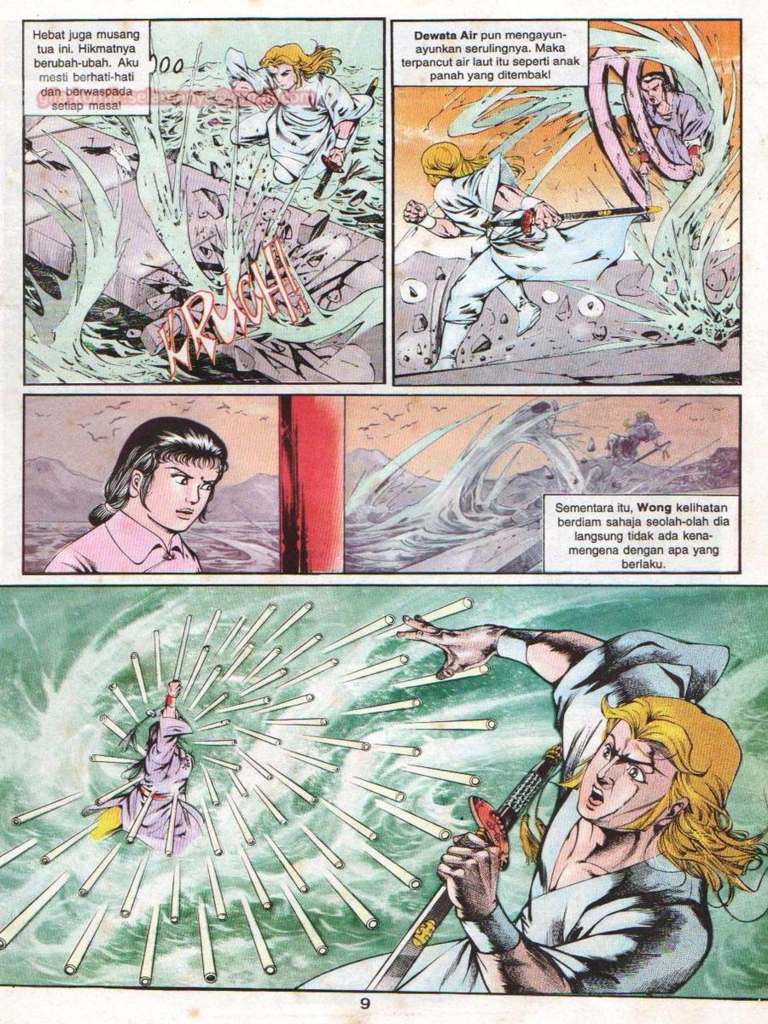 Hebat juga musang
tua ini. Hikmatnya
berubah-ubah. Aku
mesti berhati-hati
dan berwaspada
setiap masa!
Dewata Air pun mengayun-
ayunkan serulingnya. Maka
terpancut air laut itu seperti anak
panah yang ditembak!
KRUCH!!
Sementara itu, Wong kelihatan
berdiam sahaja seolah-olah dia
langsung tidak ada kena-
mengena dengan apa yang
berlaku.
9